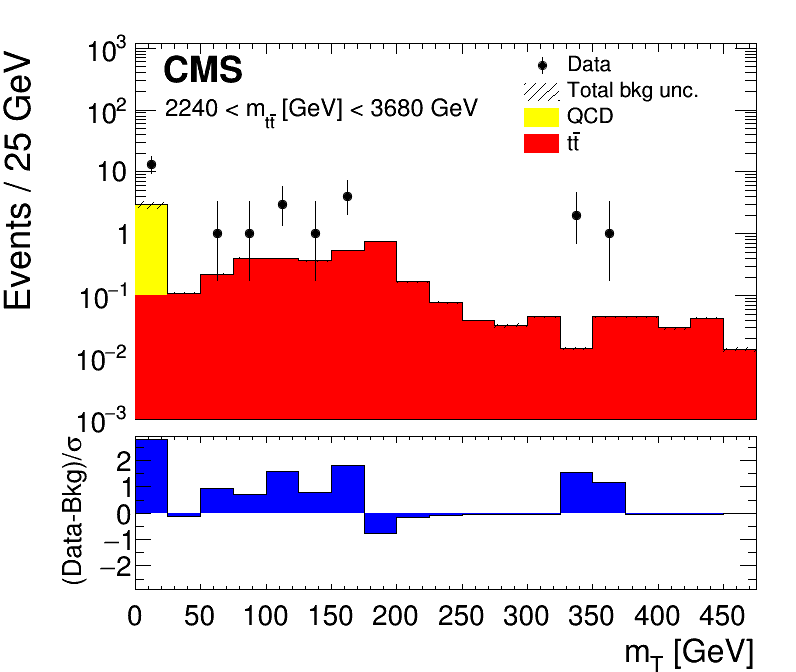 CMS
2240 < m_{tt̄} [GeV] < 3680 GeV
Data
Total bkg unc.
QCD
tt̄
Events / 25 GeV
10³
10²
10
1
10⁻¹
10⁻²
10⁻³
(Data-Bkg)/σ
2
1
0
−1
−2
0 50 100 150 200 250 300 350 400 450
m_T [GeV]